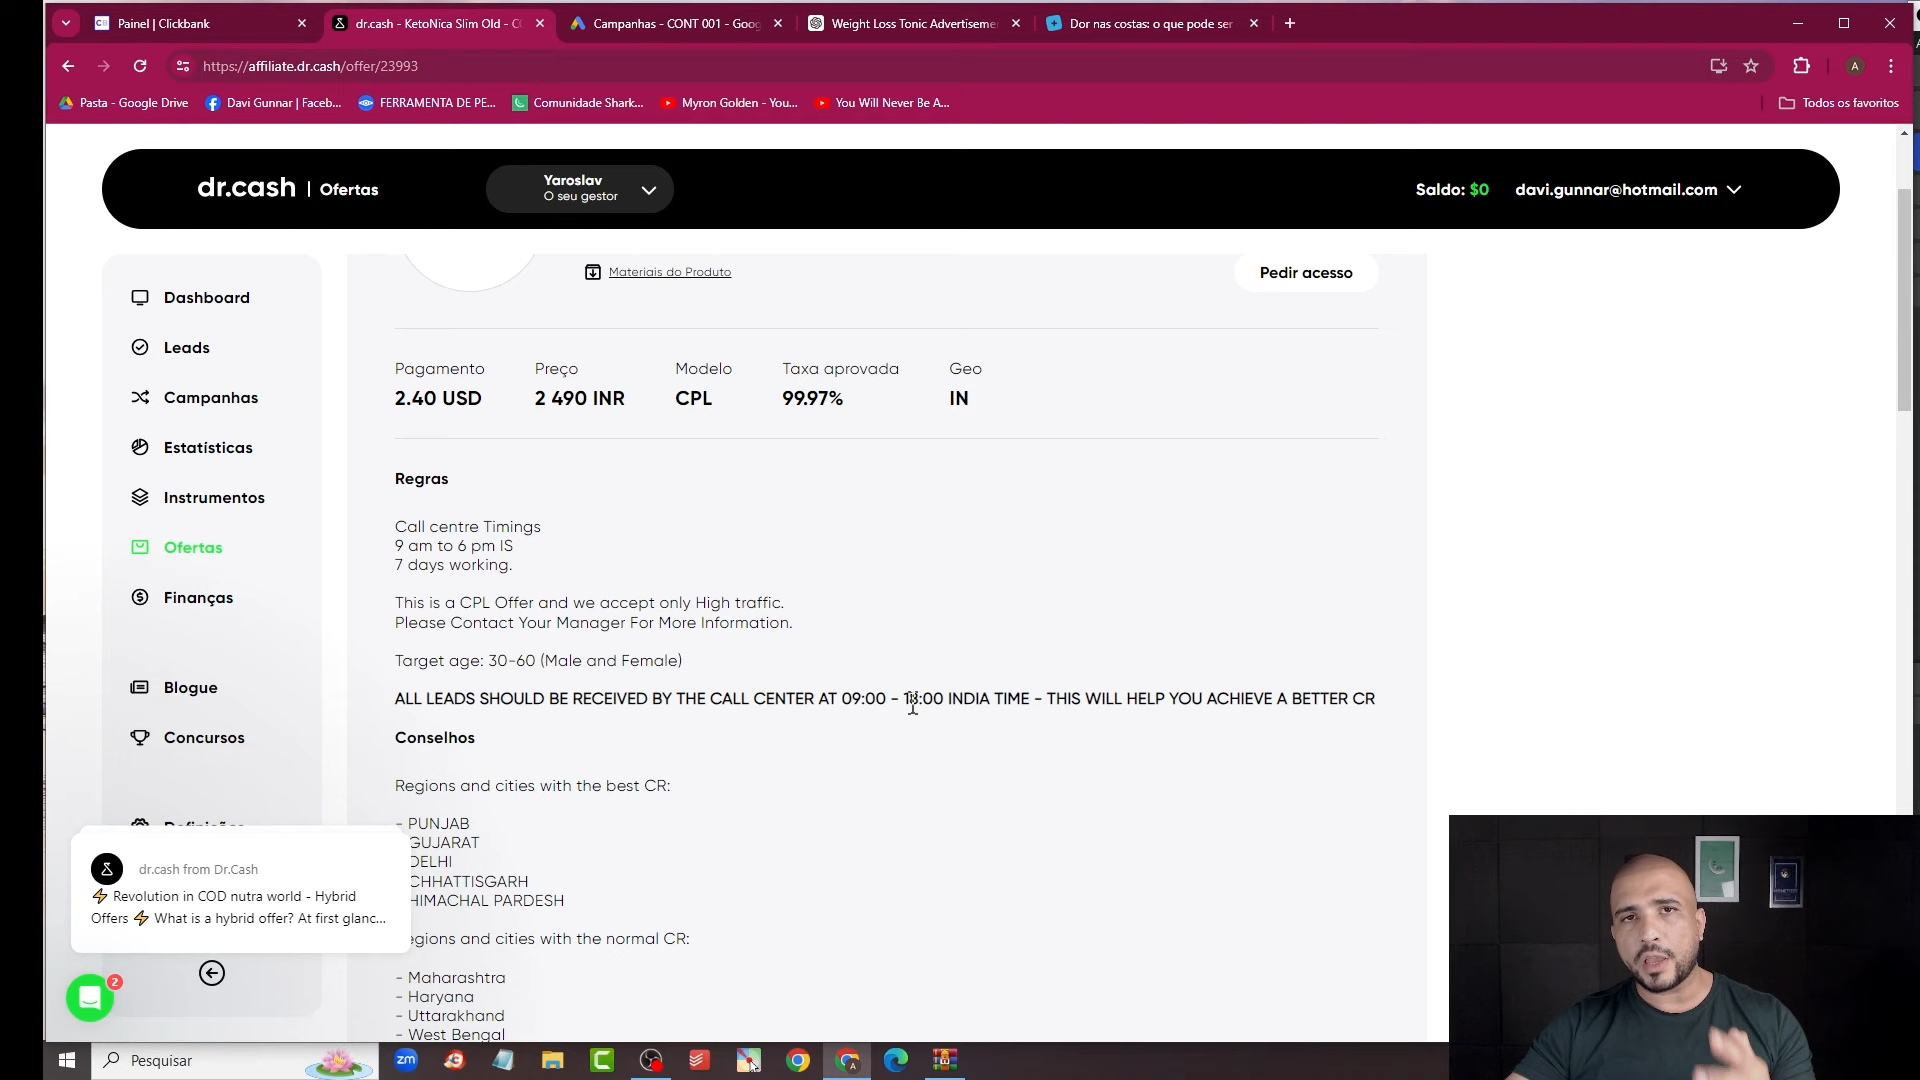 Painel | Clickbank
dr.cash - KetoNica Slim Old - CO
Campanhas - CONT 001 - Goog
Weight Loss Tonic Advertisemen
Dor nas costas: o que pode ser
https://affiliate.dr.cash/offer/23993
A
Pasta - Google Drive
Davi Gunnar | Faceb...
FERRAMENTA DE PE...
Comunidade Shark...
Myron Golden - You...
You Will Never Be A...
Todos os favoritos
dr.cash | Ofertas
Yaroslav
O seu gestor
Saldo: $0
davi.gunnar@hotmail.com
Materiais do Produto
Pedir acesso
Dashboard
Leads
Campanhas
Estatísticas
Instrumentos
Ofertas
Finanças
Blogue
Concursos
Definições
Pagamento
Preço
Modelo
Taxa aprovada
Geo
2.40 USD
2 490 INR
CPL
99.97%
IN
Regras
Call centre Timings
9 am to 6 pm IS
7 days working.
This is a CPL Offer and we accept only High traffic.
Please Contact Your Manager For More Information.
Target age: 30-60 (Male and Female)
ALL LEADS SHOULD BE RECEIVED BY THE CALL CENTER AT 09:00 - 18:00 INDIA TIME - THIS WILL HELP YOU ACHIEVE A BETTER CR
Conselhos
Regions and cities with the best CR:
- PUNJAB
GUJARAT
DELHI
CHHATTISGARH
HIMACHAL PARDESH
egions and cities with the normal CR:
- Maharashtra
- Haryana
- Uttarakhand
- West Bengal
dr.cash from Dr.Cash
⚡ Revolution in COD nutra world - Hybrid
Offers ⚡ What is a hybrid offer? At first glanc...
2
Pesquisar
zm